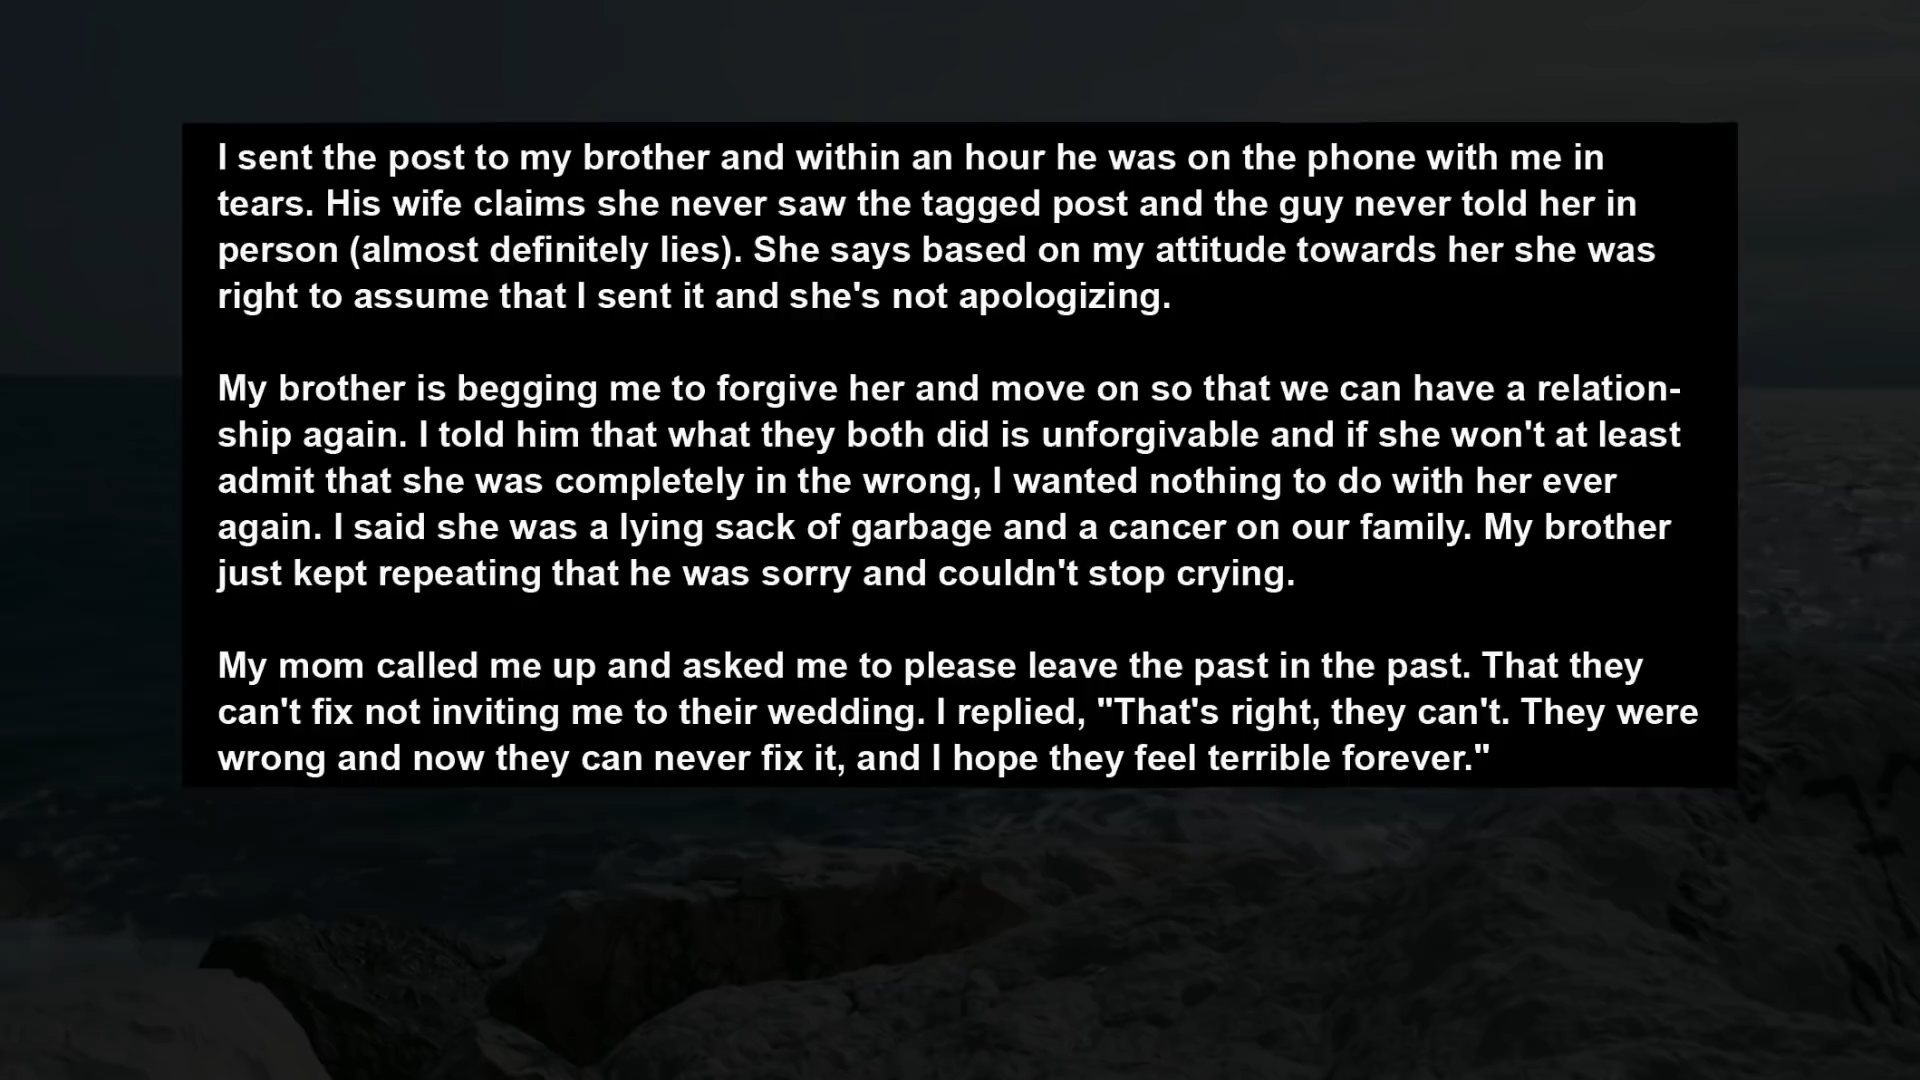 I sent the post to my brother and within an hour he was on the phone with me in
tears. His wife claims she never saw the tagged post and the guy never told her in
person (almost definitely lies). She says based on my attitude towards her she was
right to assume that I sent it and she's not apologizing.
My brother is begging me to forgive her and move on so that we can have a relation-
ship again. I told him that what they both did is unforgivable and if she won't at least
admit that she was completely in the wrong, I wanted nothing to do with her ever
again. I said she was a lying sack of garbage and a cancer on our family. My brother
just kept repeating that he was sorry and couldn't stop crying.
My mom called me up and asked me to please leave the past in the past. That they
can't fix not inviting me to their wedding. I replied, "That's right, they can't. They were
wrong and now they can never fix it, and I hope they feel terrible forever."